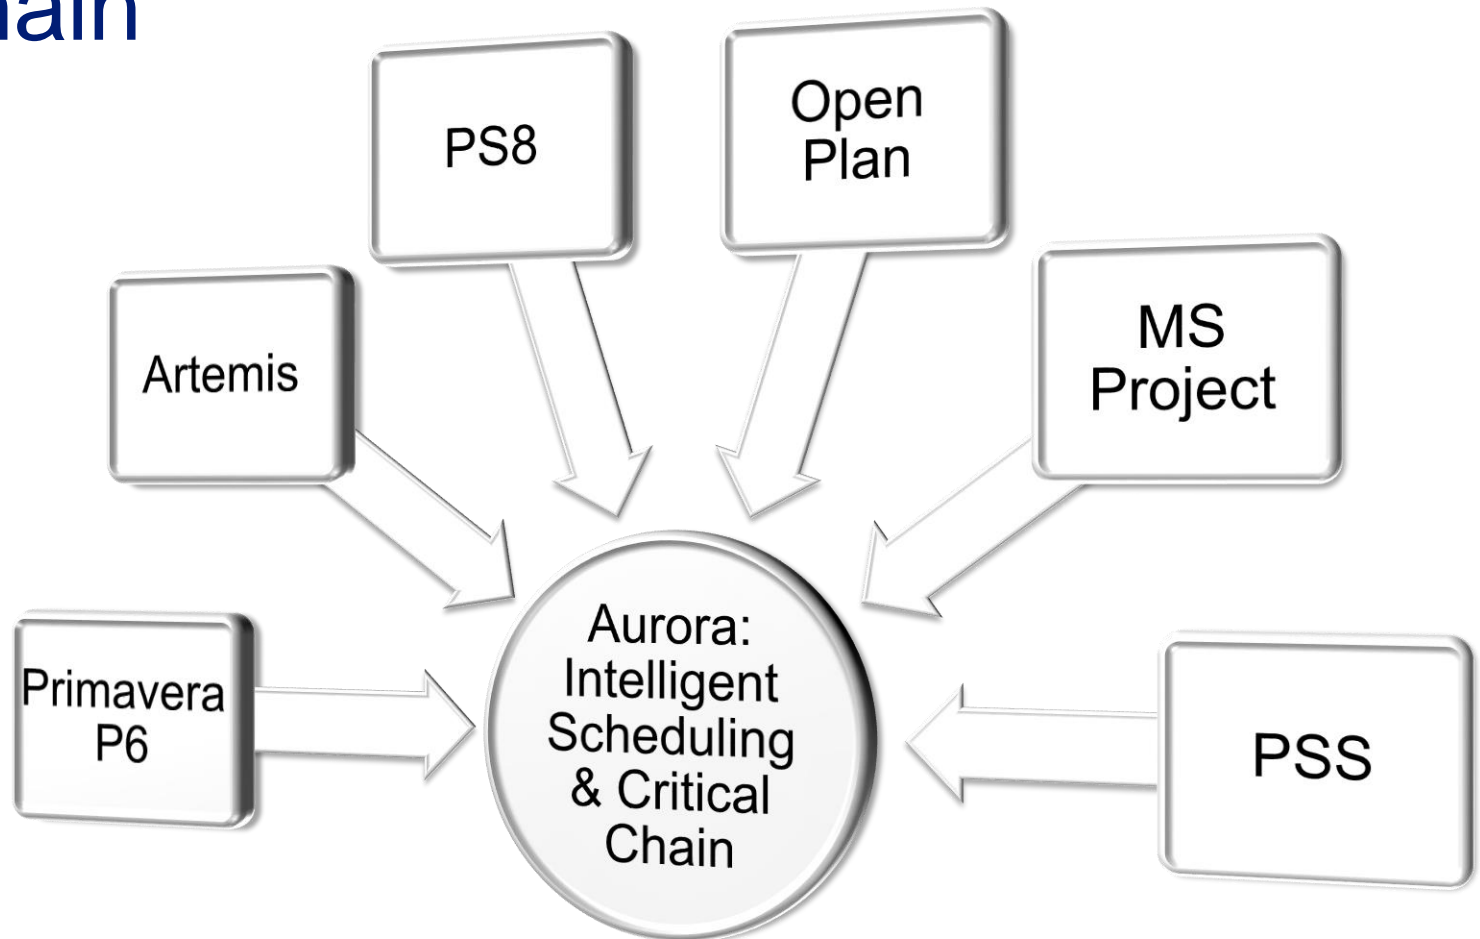 PS8
Open
Plan
Artemis
MS
Project
Primavera
P6
Aurora:
Intelligent
Scheduling
& Critical
Chain
PSS